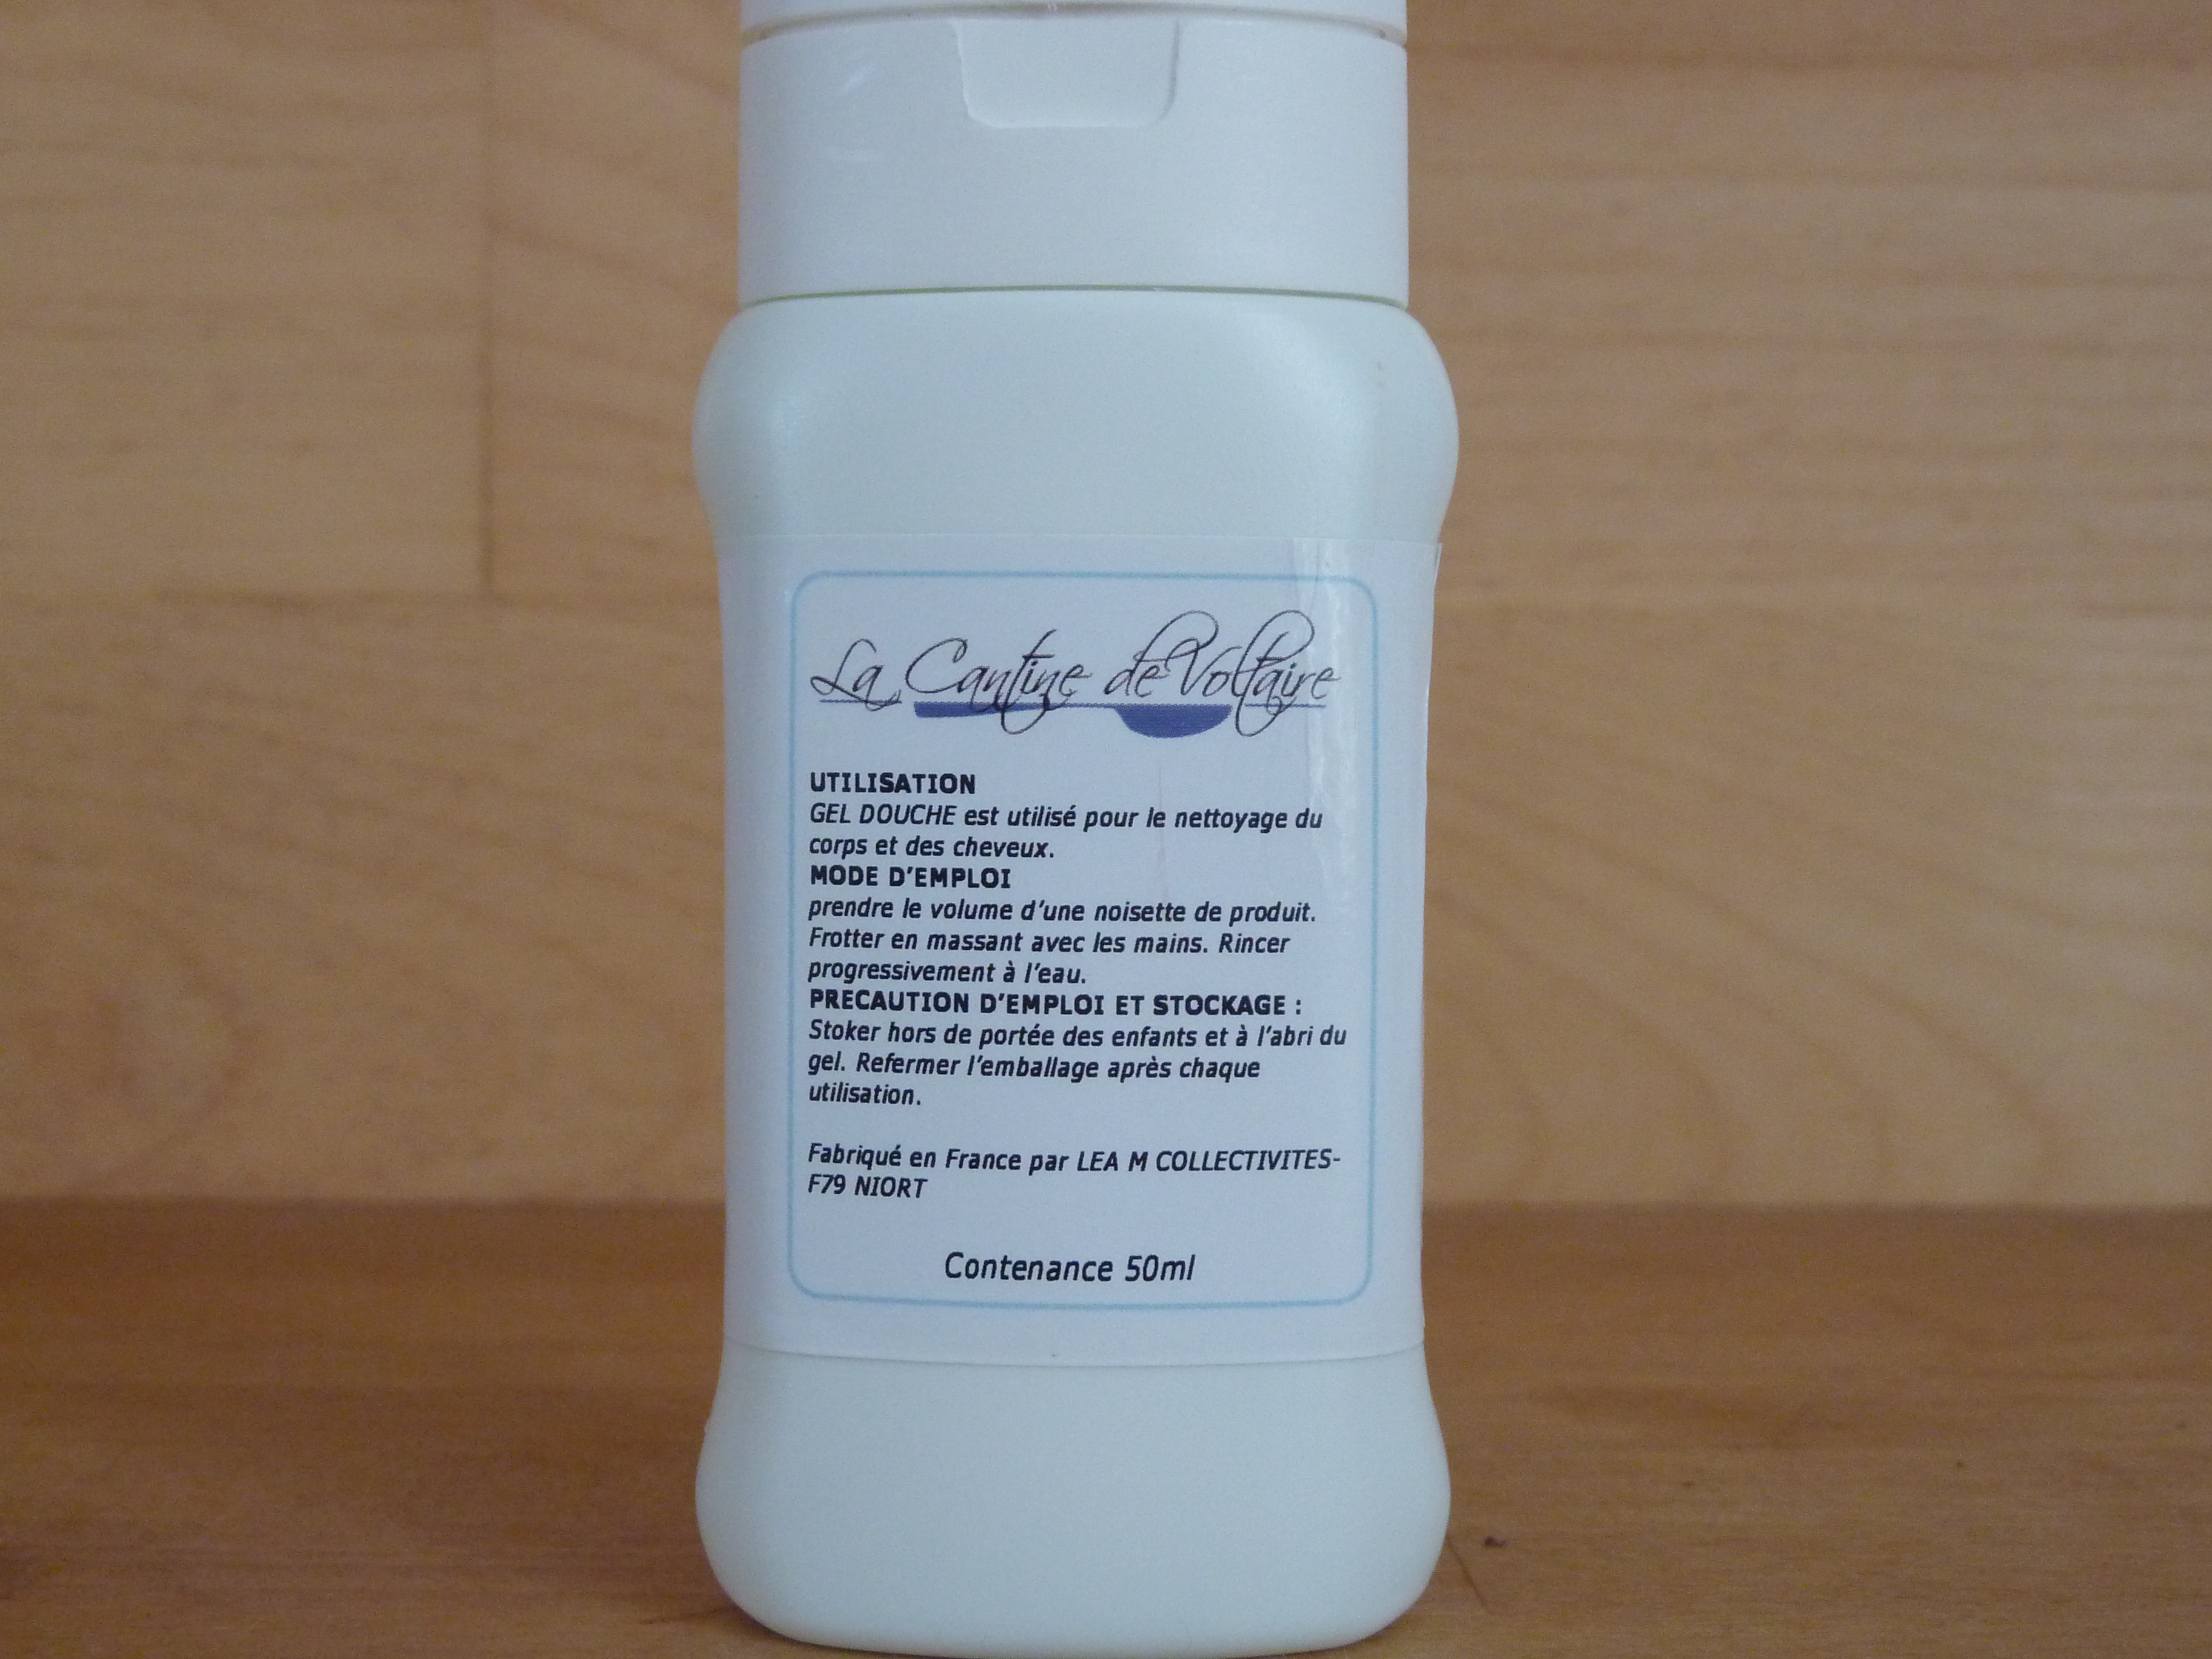 La Cantine de Voltaire
UTILISATION
GEL DOUCHE est utilisé pour le nettoyage du
corps et des cheveux.
MODE D'EMPLOI
prendre le volume d'une noisette de produit.
Frotter en massant avec les mains. Rincer
progressivement à l'eau.
PRECAUTION D'EMPLOI ET STOCKAGE :
Stoker hors de portée des enfants et à l'abri du
gel. Refermer l'emballage après chaque
utilisation.
Fabriqué en France par LEA M COLLECTIVITES-
F79 NIORT
Contenance 50ml